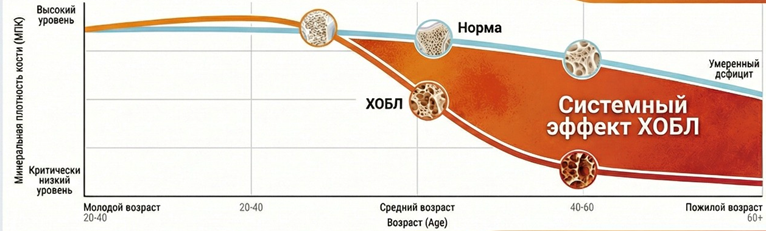 Минеральная плотность кости (МПК)
Высокий
уровень
Норма
Умеренный
дсфицит
ХОБЛ
Системный
эффект ХОБЛ
Критически
низкий
уровень
Молодой возраст
20-40
20-40
Средний возраст
40-60
Пожилой возраст
60+
Возраст (Age)